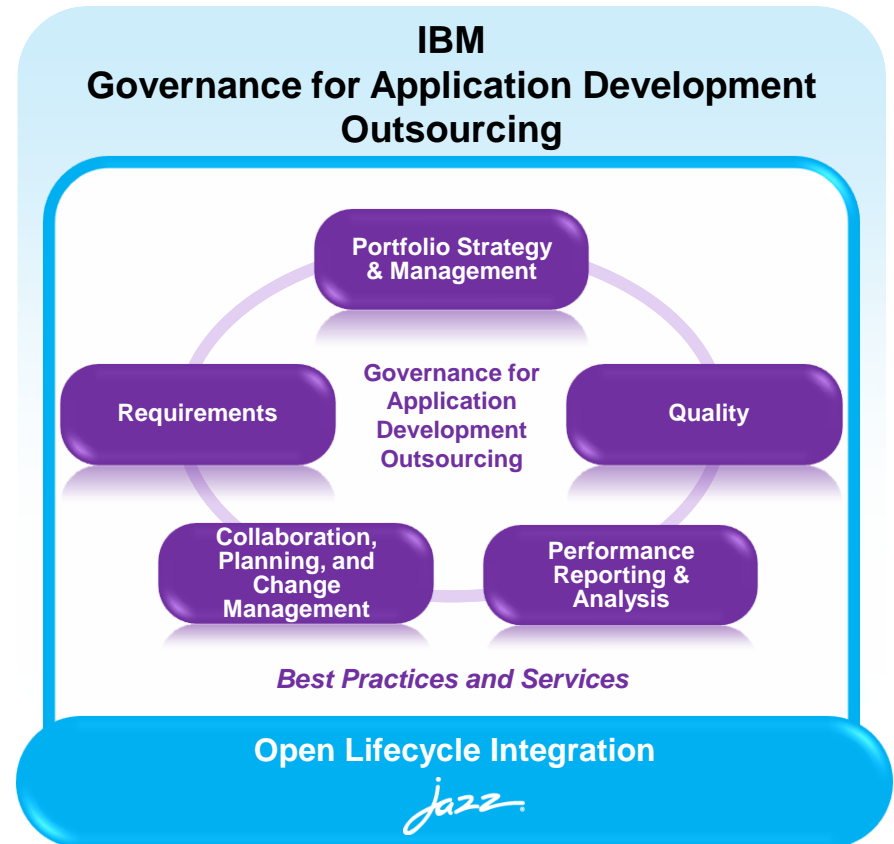 IBM
Governance for Application Development
Outsourcing
Portfolio Strategy
& Management
Requirements
Governance for
Application
Development
Outsourcing
Quality
Collaboration,
Planning, and
Change
Management
Performance
Reporting &
Analysis
Best Practices and Services
Open Lifecycle Integration
jazz